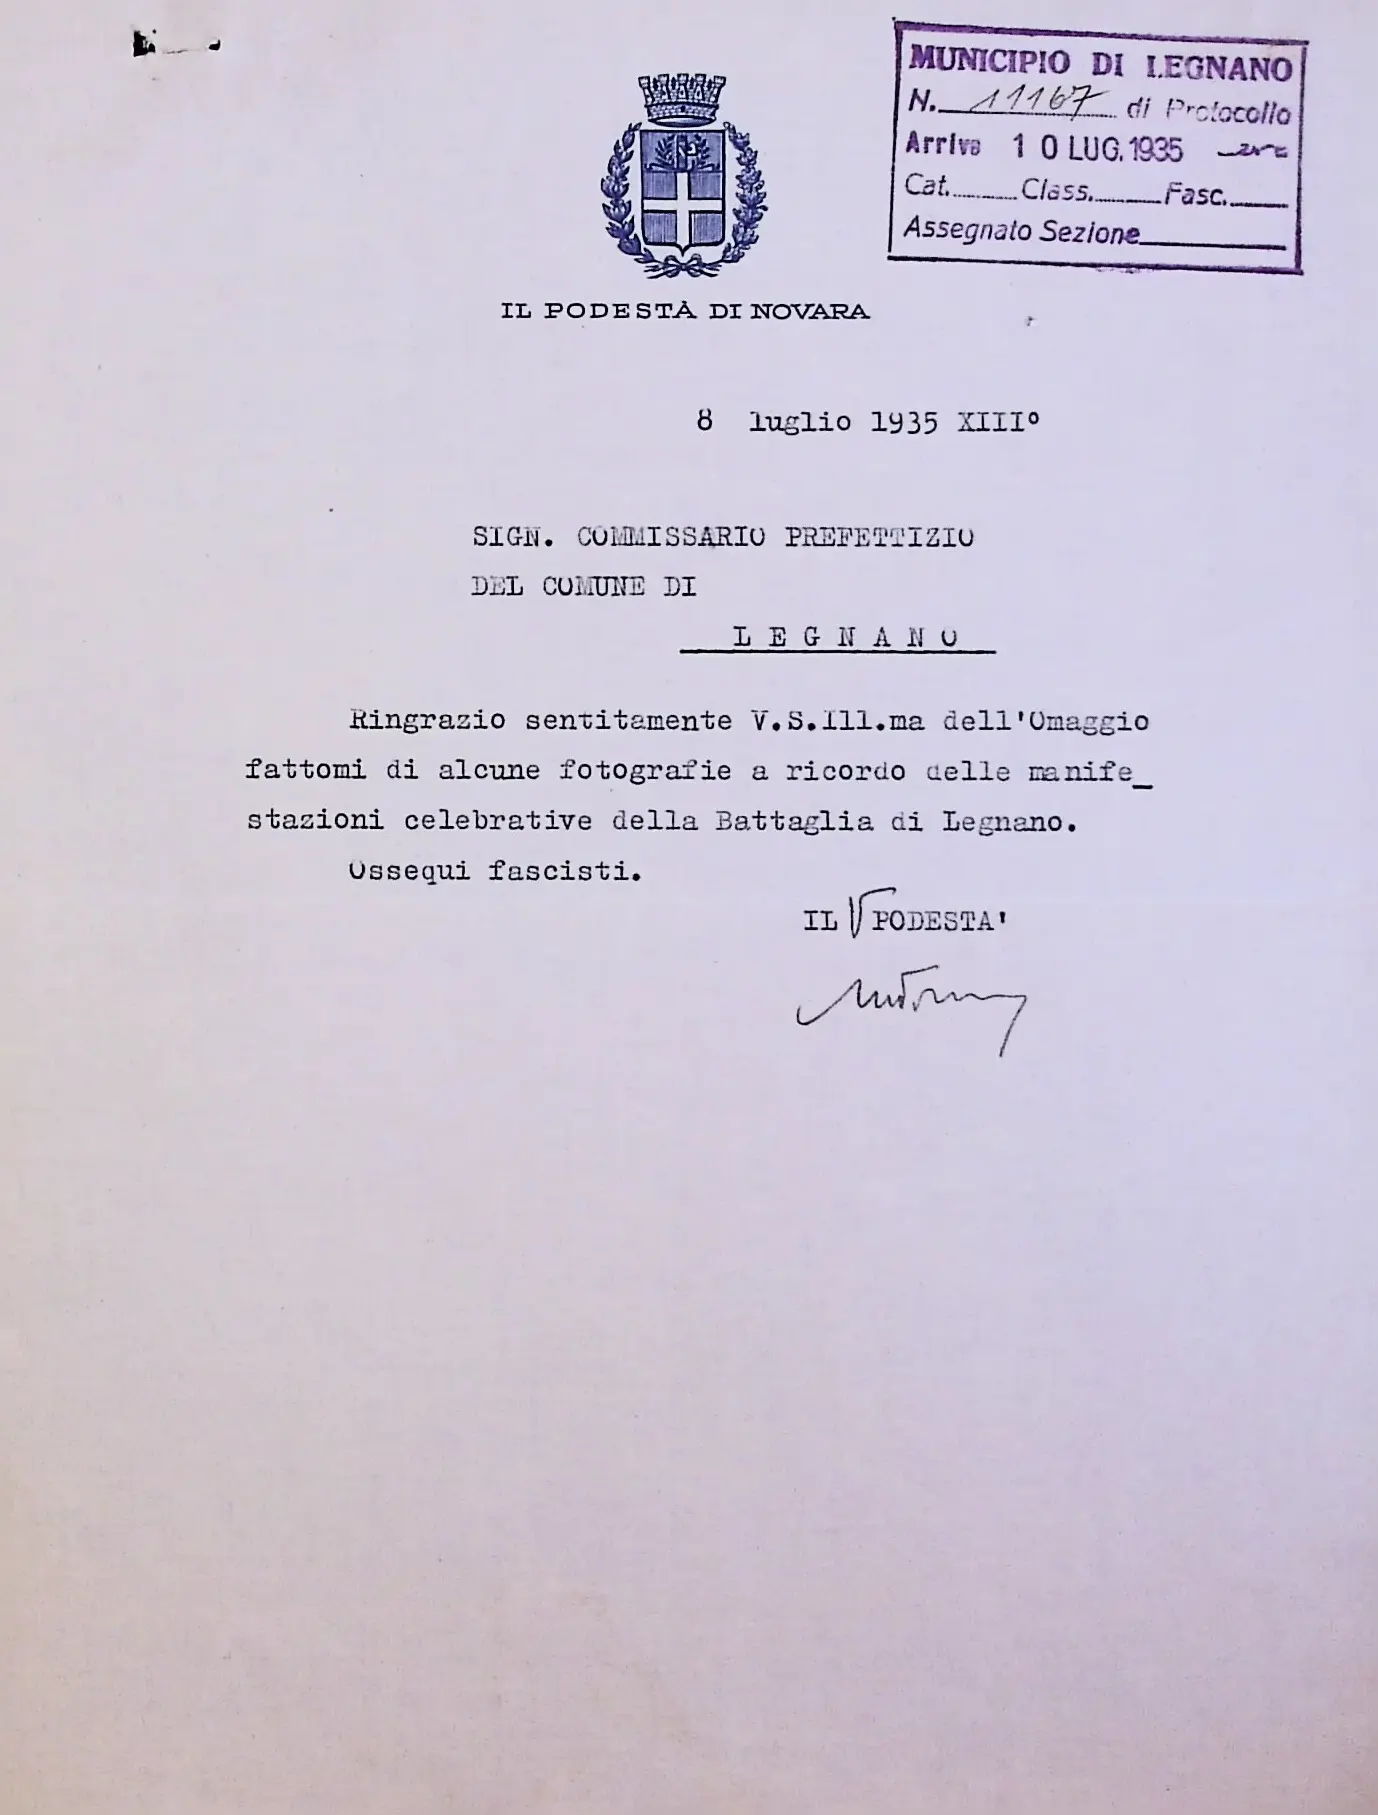 MUNICIPIO DI LEGNANO
N. 11167 di Protocollo
Arrivo 10 LUG. 1935
Cat. Class. Fasc.
Assegnato Sezione
IL PODESTÀ DI NOVARA
8 luglio 1935 XIII°
SIGN. COMMISSARIO PREFETTIZIO
DEL COMUNE DI
LEGNANO
Ringrazio sentitamente V.S.Ill.ma dell'Omaggio
fattomi di alcune fotografie a ricordo delle manife_
stazioni celebrative della Battaglia di Legnano.
Ossequi fascisti.
IL V PODESTA'